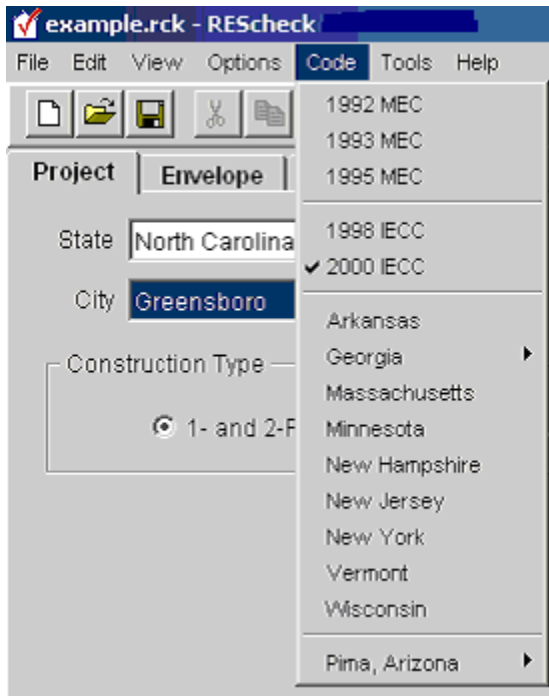 example.rck - REScheck
File Edit View Options Code Tools Help
1992 MEC
1993 MEC
1995 MEC
1998 IECC
2000 IECC
Arkansas
Georgia
Massachusetts
Minnesota
New Hampshire
New Jersey
New York
Vermont
Wisconsin
Pima, Arizona
Project Envelope
State North Carolina
City Greensboro
Construction Type
1- and 2-F